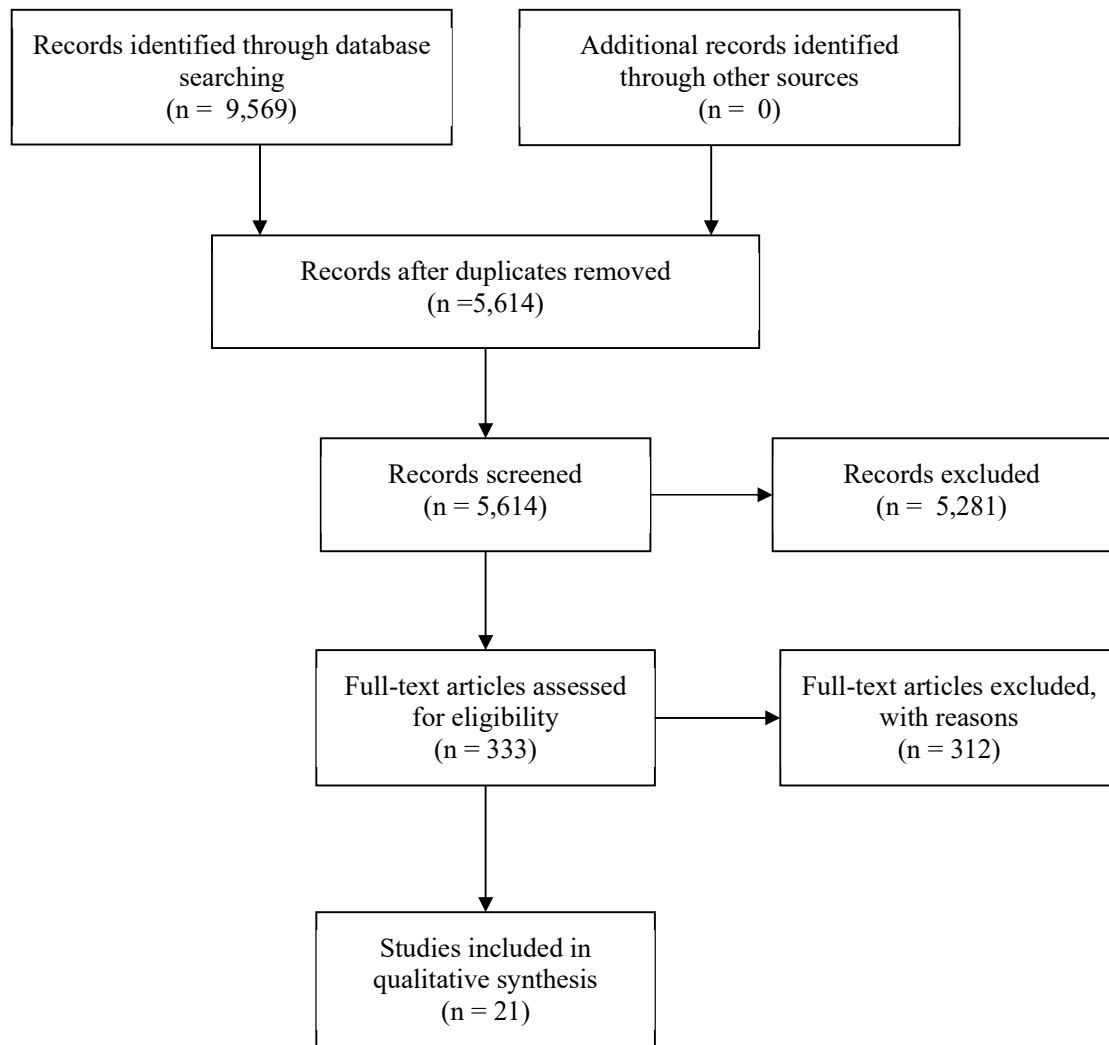 Records identified through database
searching
(n =  9,569)
Additional records identified
through other sources
(n =  0)
Records after duplicates removed
(n =5,614)
Records screened
(n = 5,614)
Records excluded
(n =  5,281)
Full-text articles assessed
for eligibility
(n = 333)
Full-text articles excluded,
with reasons
(n = 312)
Studies included in
qualitative synthesis
(n = 21)